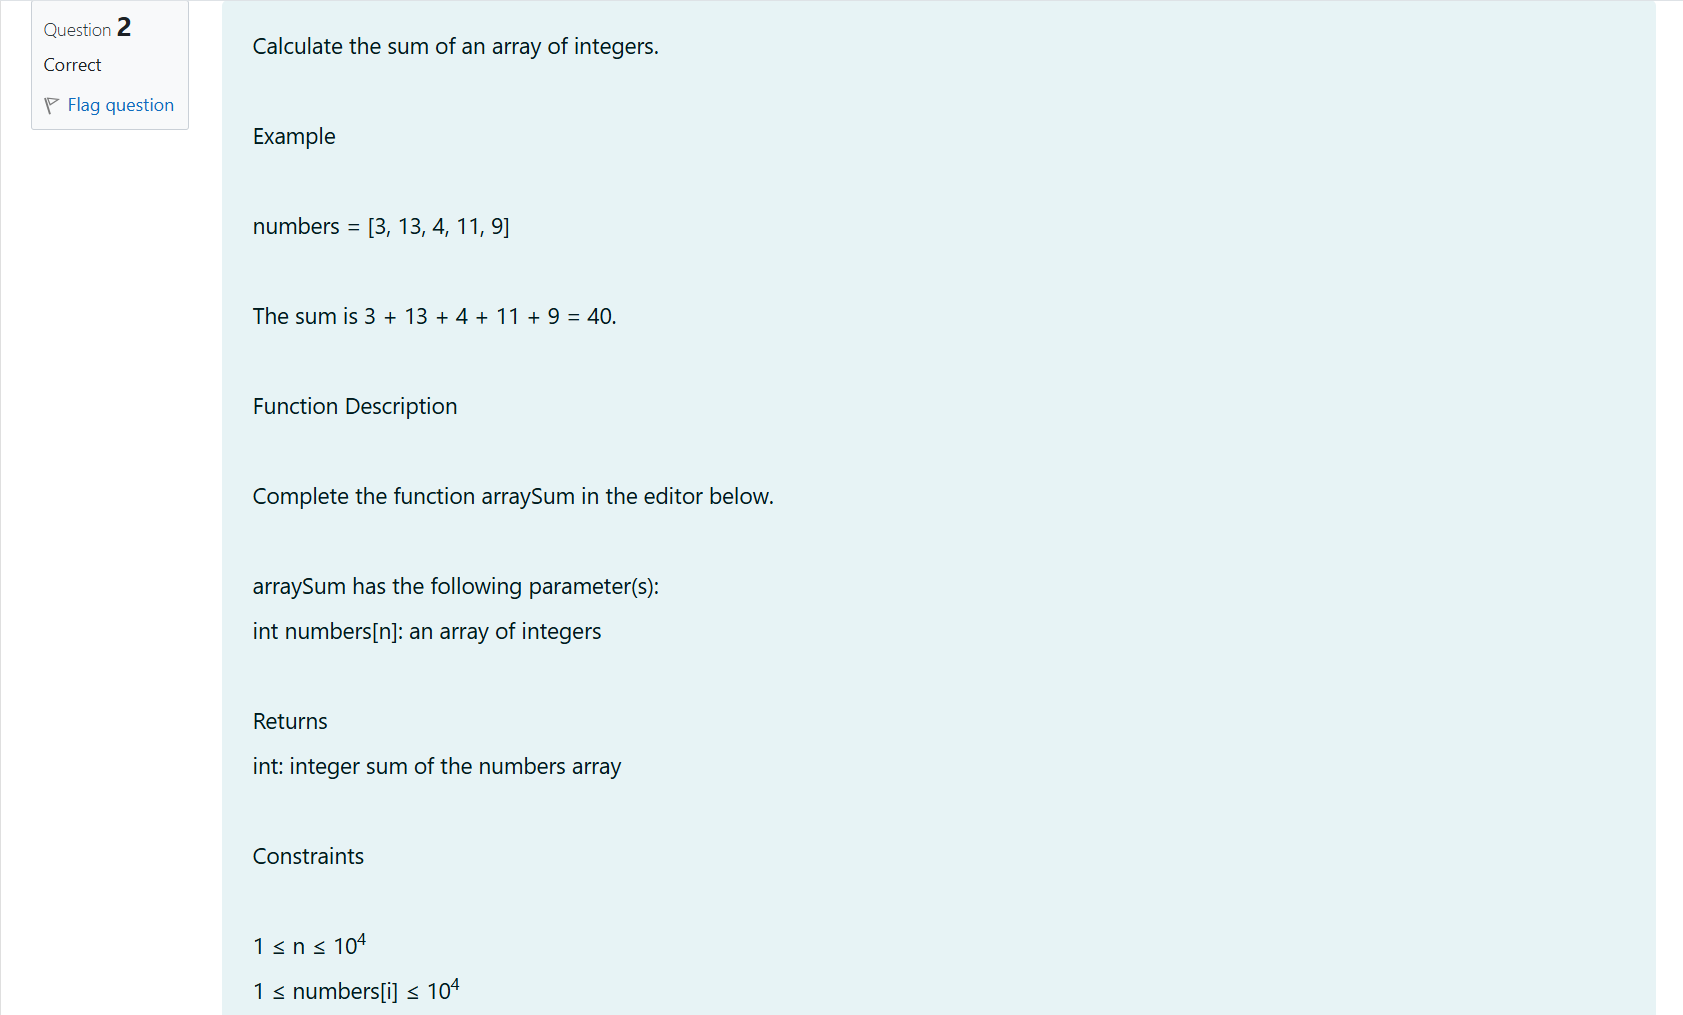 Question 2
Correct
Flag question
Calculate the sum of an array of integers.
Example
numbers = [3, 13, 4, 11, 9]
The sum is 3 + 13 + 4 + 11 + 9 = 40.
Function Description
Complete the function arraySum in the editor below.
arraySum has the following parameter(s):
int numbers[n]: an array of integers
Returns
int: integer sum of the numbers array
Constraints
1 ≤ n ≤ 10⁴
1 ≤ numbers[i] ≤ 10⁴